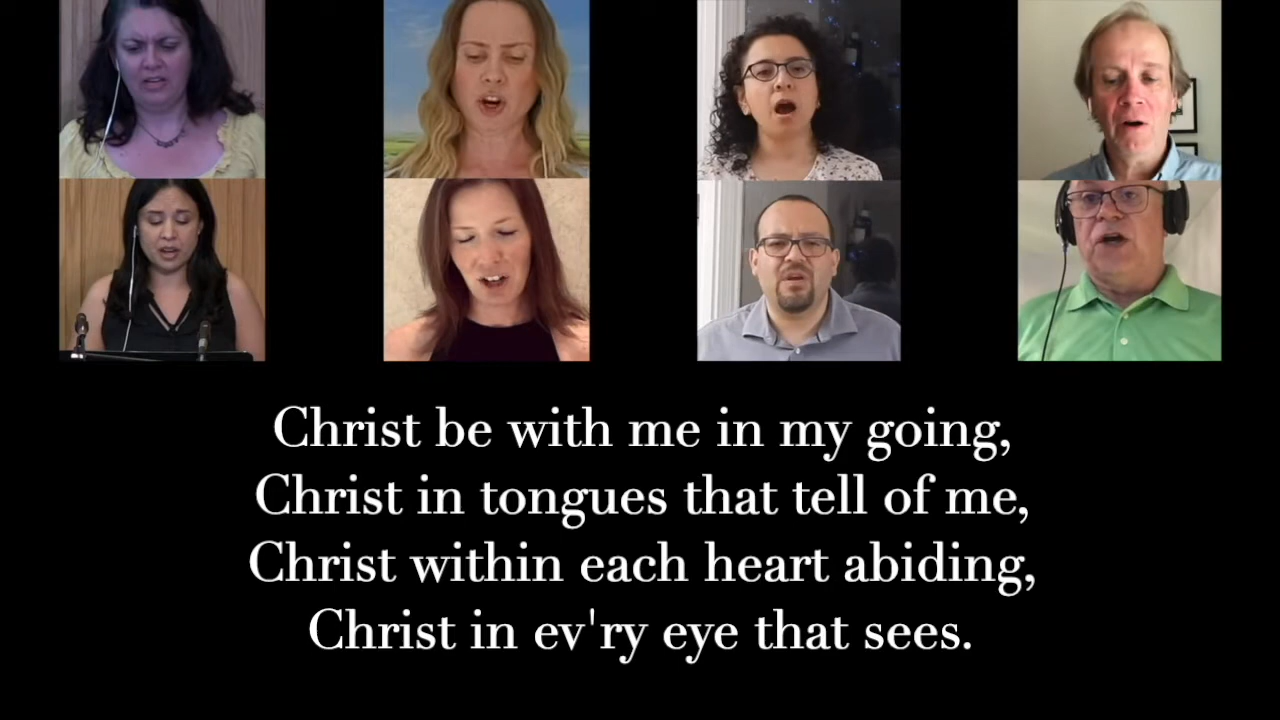 Christ be with me in my going,
Christ in tongues that tell of me,
Christ within each heart abiding,
Christ in ev'ry eye that sees.